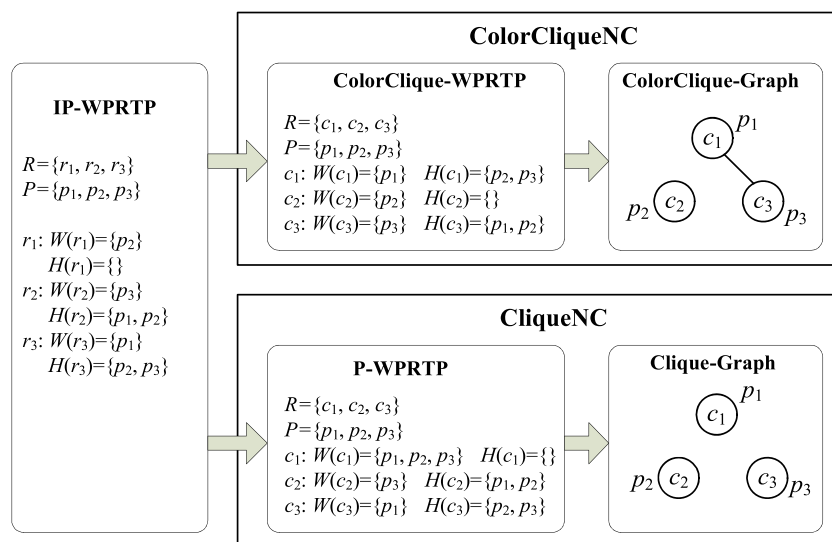 IP-WPRTP
R={r₁, r₂, r₃}
P={p₁, p₂, p₃}
r₁: W(r₁)={p₂}
H(r₁)={}
r₂: W(r₂)={p₃}
H(r₂)={p₁, p₂}
r₃: W(r₃)={p₁}
H(r₃)={p₂, p₃}
ColorCliqueNC
ColorClique-WPRTP
R={c₁, c₂, c₃}
P={p₁, p₂, p₃}
c₁: W(c₁)={p₁} H(c₁)={p₂, p₃}
c₂: W(c₂)={p₂} H(c₂)={}
c₃: W(c₃)={p₃} H(c₃)={p₁, p₂}
ColorClique-Graph
c₁ p₁
p₂ c₂ c₃ p₃
CliqueNC
P-WPRTP
R={c₁, c₂, c₃}
P={p₁, p₂, p₃}
c₁: W(c₁)={p₁, p₂, p₃} H(c₁)={}
c₂: W(c₂)={p₃} H(c₂)={p₁, p₂}
c₃: W(c₃)={p₁} H(c₃)={p₂, p₃}
Clique-Graph
c₁ p₁
p₂ c₂ c₃ p₃